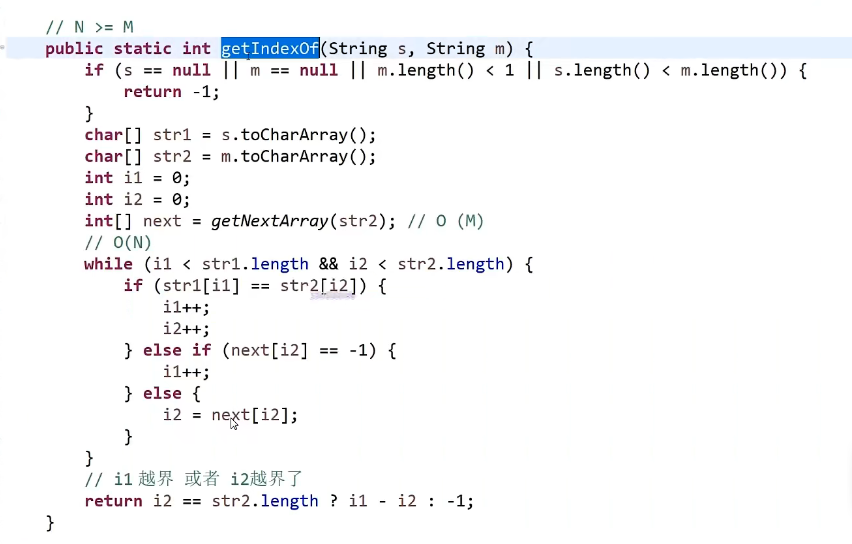 // N >= M
public static int getIndexOf(String s, String m) {
if (s == null || m == null || m.length() < 1 || s.length() < m.length()) {
return -1;
}
char[] str1 = s.toCharArray();
char[] str2 = m.toCharArray();
int i1 = 0;
int i2 = 0;
int[] next = getNextArray(str2); // O (M)
// O(N)
while (i1 < str1.length && i2 < str2.length) {
if (str1[i1] == str2[i2]) {
i1++;
i2++;
} else if (next[i2] == -1) {
i1++;
} else {
i2 = next[i2];
}
}
// i1 越界 或者 i2越界了
return i2 == str2.length ? i1 - i2 : -1;
}